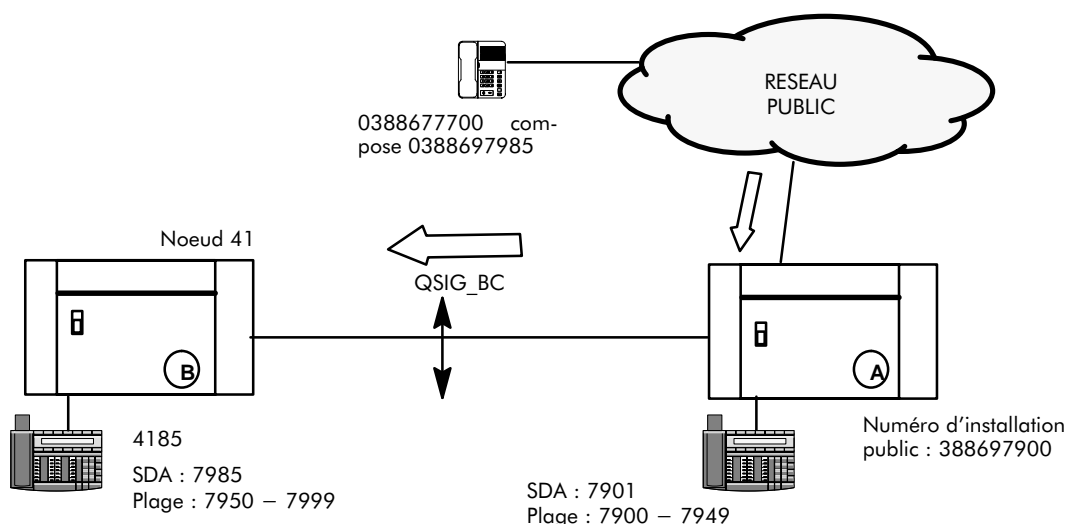 RESEAU
PUBLIC
0388677700 com-
pose 0388697985
Noeud 41
QSIG_BC
B
A
Numéro d’installation
public : 388697900
4185
SDA : 7985
Plage : 7950 – 7999
SDA : 7901
Plage : 7900 – 7949